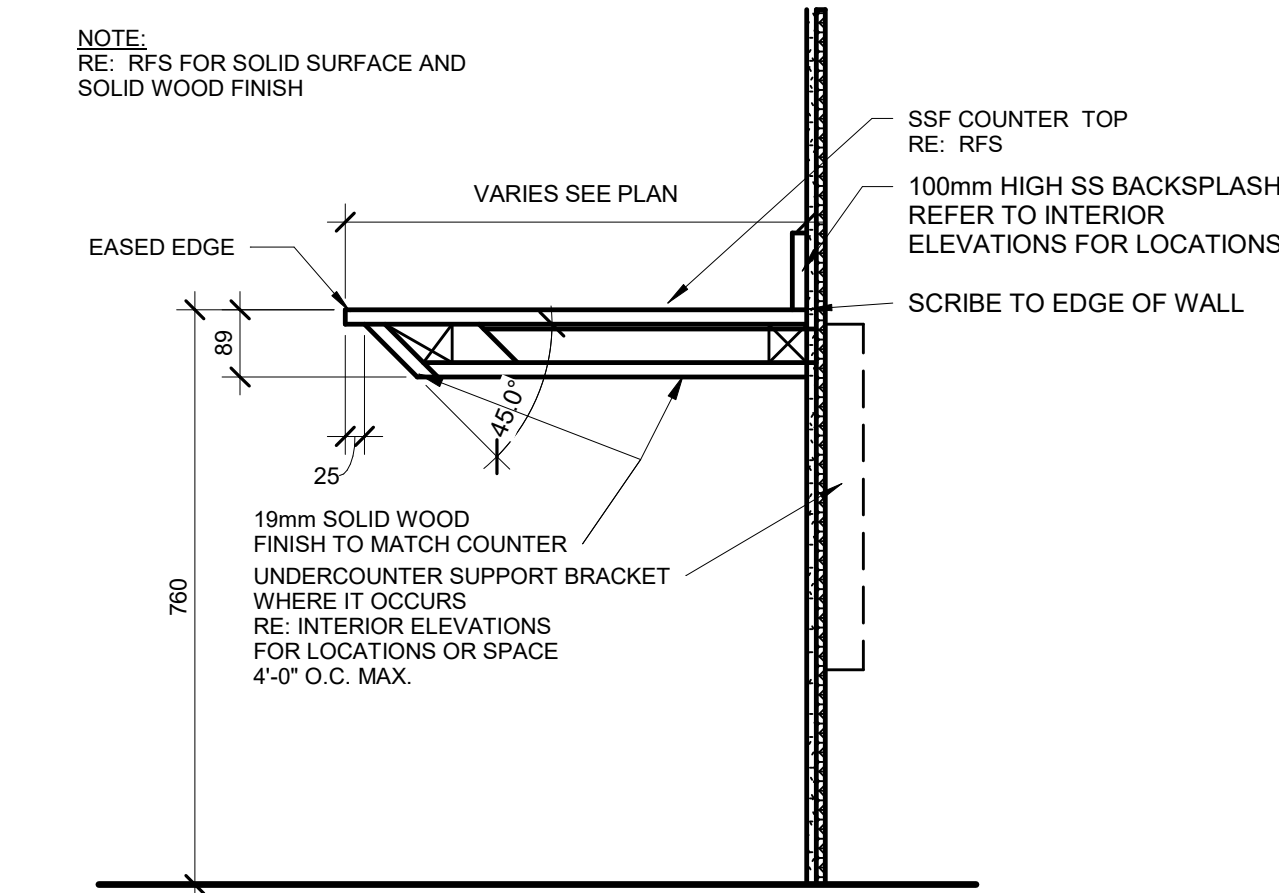 NOTE:
RE: RFS FOR SOLID SURFACE AND
SOLID WOOD FINISH
SSF COUNTER TOP
RE: RFS
100mm HIGH SS BACKSPLASH
REFER TO INTERIOR
ELEVATIONS FOR LOCATIONS
VARIES SEE PLAN
EASED EDGE
SCRIBE TO EDGE OF WALL
89
45.0°
25
19mm SOLID WOOD
FINISH TO MATCH COUNTER
UNDERCOUNTER SUPPORT BRACKET
WHERE IT OCCURS
RE: INTERIOR ELEVATIONS
FOR LOCATIONS OR SPACE
4'-0" O.C. MAX.
760